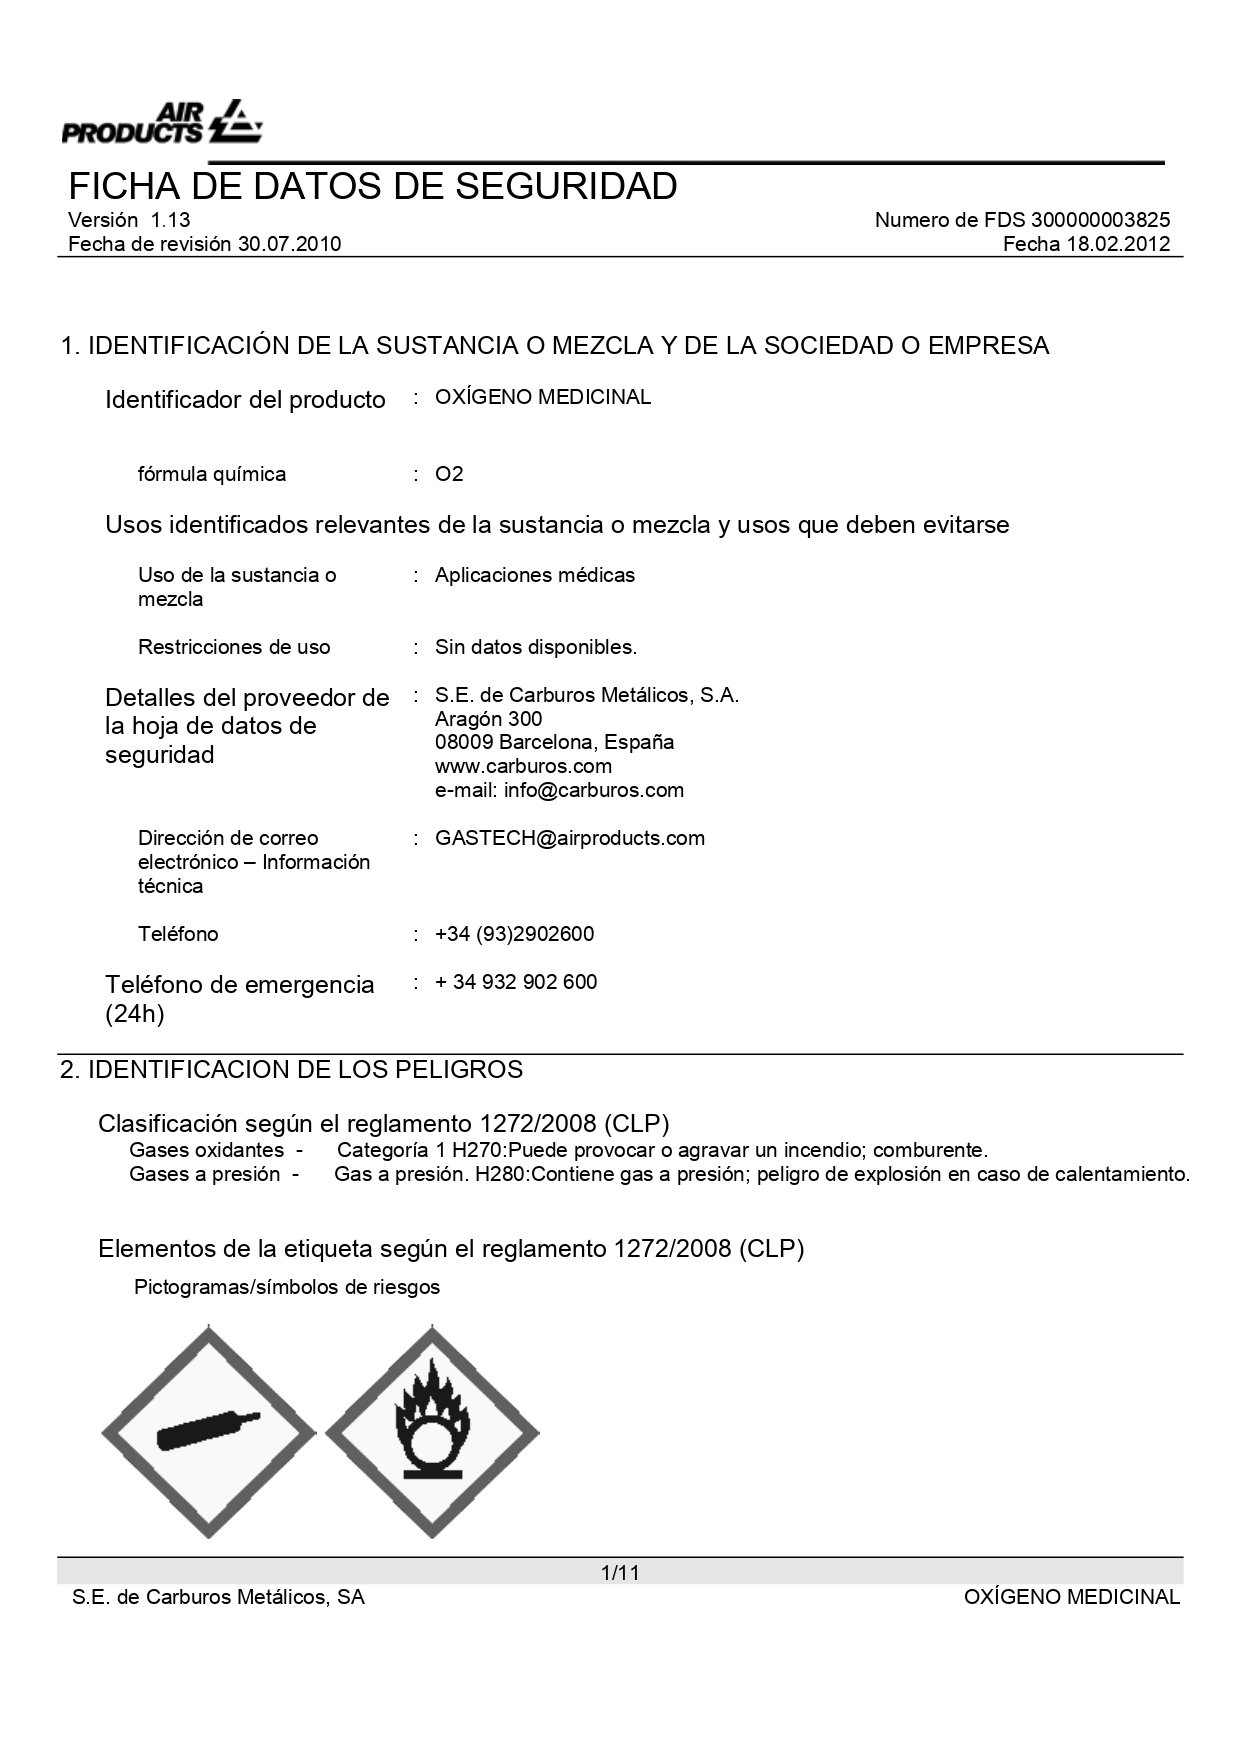 AIR
PRODUCTS
FICHA DE DATOS DE SEGURIDAD
Versión 1.13 Numero de FDS 300000003825
Fecha de revisión 30.07.2010 Fecha 18.02.2012
1. IDENTIFICACIÓN DE LA SUSTANCIA O MEZCLA Y DE LA SOCIEDAD O EMPRESA
Identificador del producto : OXÍGENO MEDICINAL
fórmula química : O2
Usos identificados relevantes de la sustancia o mezcla y usos que deben evitarse
Uso de la sustancia o : Aplicaciones médicas
mezcla
Restricciones de uso : Sin datos disponibles.
Detalles del proveedor de : S.E. de Carburos Metálicos, S.A.
la hoja de datos de Aragón 300
seguridad 08009 Barcelona, España
www.carburos.com
e-mail: info@carburos.com
Dirección de correo : GASTECH@airproducts.com
electrónico – Información
técnica
Teléfono : +34 (93)2902600
Teléfono de emergencia : + 34 932 902 600
(24h)
2. IDENTIFICACION DE LOS PELIGROS
Clasificación según el reglamento 1272/2008 (CLP)
Gases oxidantes - Categoría 1 H270:Puede provocar o agravar un incendio; comburente.
Gases a presión - Gas a presión. H280:Contiene gas a presión; peligro de explosión en caso de calentamiento.
Elementos de la etiqueta según el reglamento 1272/2008 (CLP)
Pictogramas/símbolos de riesgos
1/11
S.E. de Carburos Metálicos, SA OXÍGENO MEDICINAL